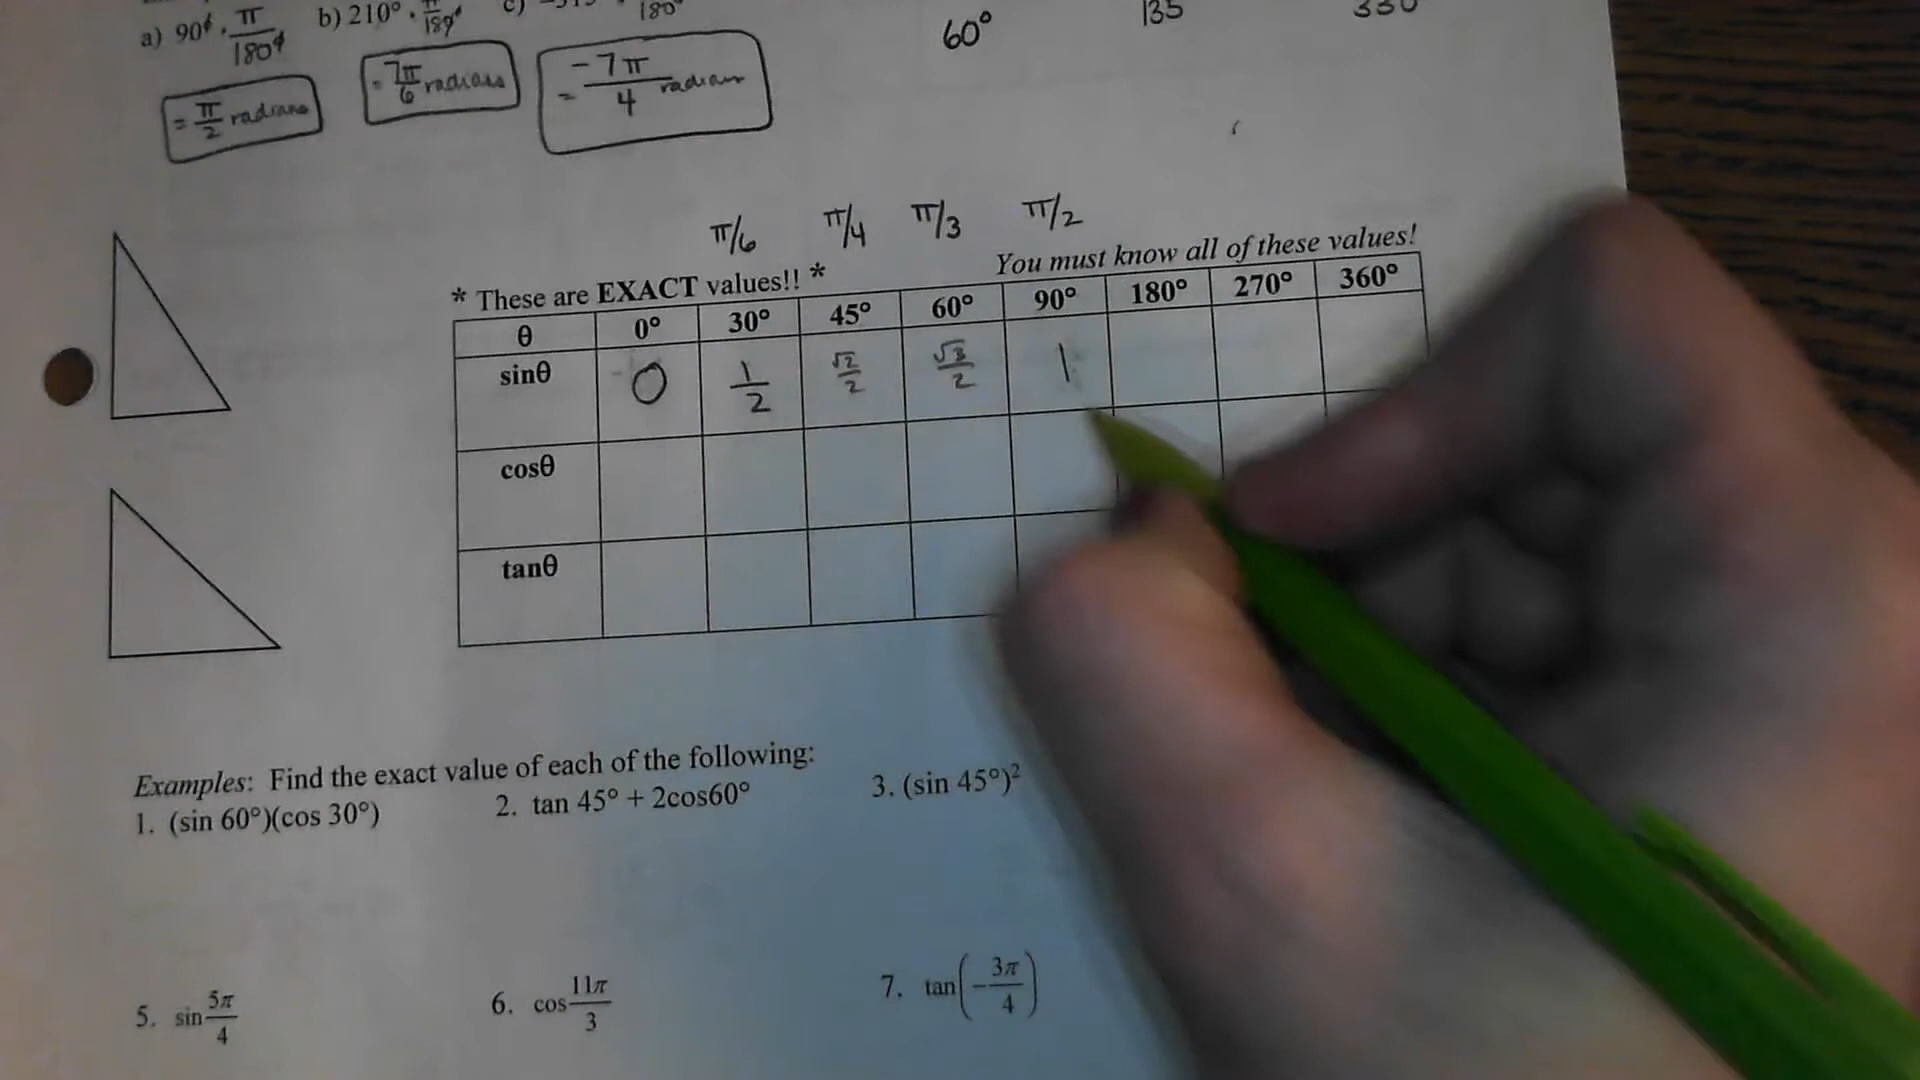 a) 90° · π/180° b) 210° · π/180° c) 180°
= π/2 radians = 7π/6 radians = -7π/4 radians
60° 135 330
π/6 π/4 π/3 π/2
* These are EXACT values!! * You must know all of these values!
θ 0° 30° 45° 60° 90° 180° 270° 360°
sinθ 0 1/2 √2/2 √3/2 1
cosθ
tanθ
Examples: Find the exact value of each of the following:
1. (sin 60°)(cos 30°) 2. tan 45° + 2cos60° 3. (sin 45°)²
5. sin 5π/4 6. cos 11π/3 7. tan(-3π/4)